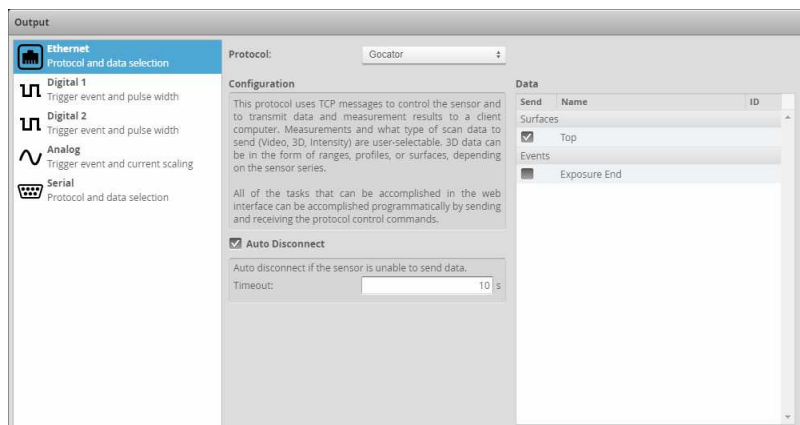 Output
Ethernet
Protocol and data selection
Digital 1
Trigger event and pulse width
Digital 2
Trigger event and pulse width
Analog
Trigger event and current scaling
Serial
Protocol and data selection
Protocol: Gocator
Configuration
This protocol uses TCP messages to control the sensor and
to transmit data and measurement results to a client
computer. Measurements and what type of scan data to
send (Video, 3D, Intensity) are user-selectable. 3D data can
be in the form of ranges, profiles, or surfaces, depending
on the sensor series.
All of the tasks that can be accomplished in the web
interface can be accomplished programmatically by sending
and receiving the protocol control commands.
Auto Disconnect
Auto disconnect if the sensor is unable to send data.
Timeout: 10 s
Data
Send Name ID
Surfaces
Top
Events
Exposure End